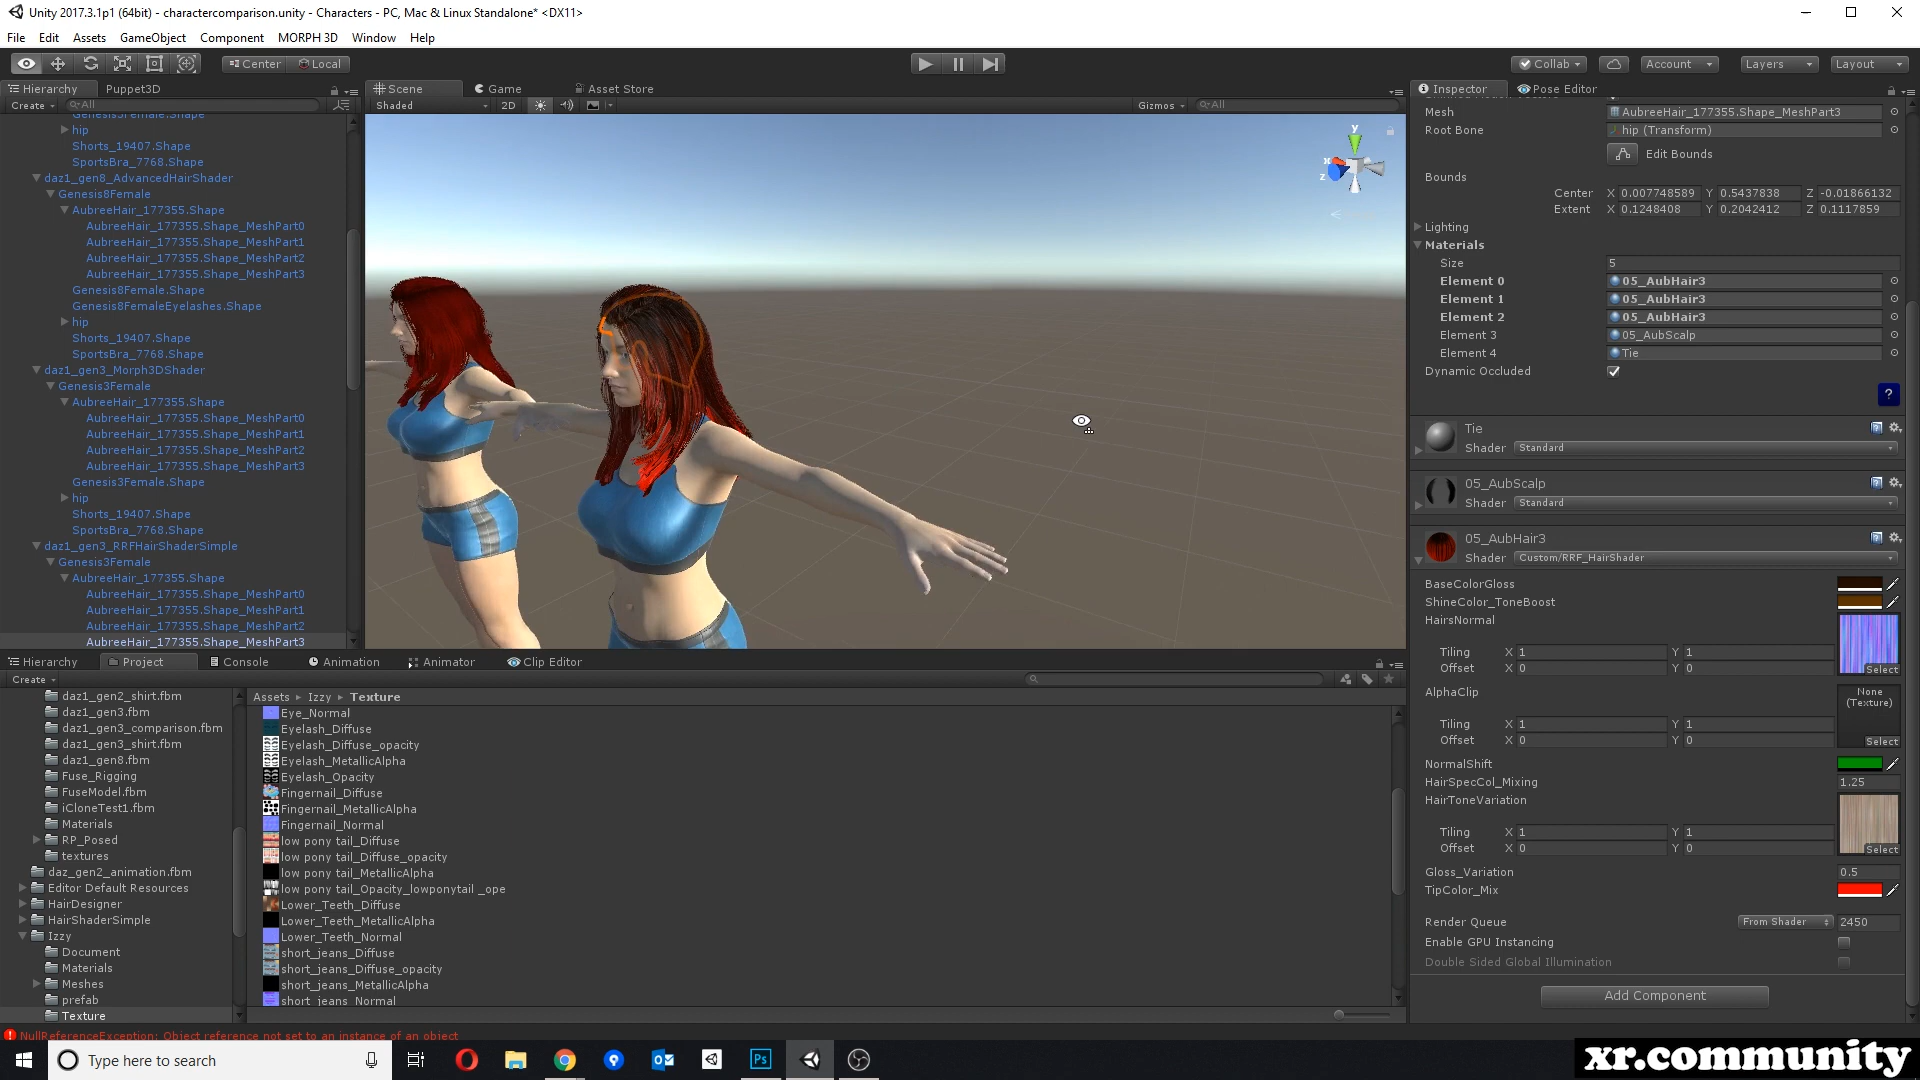 Unity 2017.3.1p1 (64bit) - charactercomparison.unity - Characters - PC, Mac & Linux Standalone* <DX11>
File Edit Assets GameObject Component MORPH 3D Window Help
Center Local
Collab Account Layers Layout
Hierarchy Puppet3D
Create All
Genesis3Female.Shape
hip
Shorts_19407.Shape
SportsBra_7768.Shape
daz1_gen8_AdvancedHairShader
Genesis8Female
AubreeHair_177355.Shape
AubreeHair_177355.Shape_MeshPart0
AubreeHair_177355.Shape_MeshPart1
AubreeHair_177355.Shape_MeshPart2
AubreeHair_177355.Shape_MeshPart3
Genesis8Female.Shape
Genesis8FemaleEyelashes.Shape
hip
Shorts_19407.Shape
SportsBra_7768.Shape
daz1_gen3_Morph3DShader
Genesis3Female
AubreeHair_177355.Shape
AubreeHair_177355.Shape_MeshPart0
AubreeHair_177355.Shape_MeshPart1
AubreeHair_177355.Shape_MeshPart2
AubreeHair_177355.Shape_MeshPart3
Genesis3Female.Shape
hip
Shorts_19407.Shape
SportsBra_7768.Shape
daz1_gen3_RRFHairShaderSimple
Genesis3Female
AubreeHair_177355.Shape
AubreeHair_177355.Shape_MeshPart0
AubreeHair_177355.Shape_MeshPart1
AubreeHair_177355.Shape_MeshPart2
AubreeHair_177355.Shape_MeshPart3
Scene Game Asset Store
Shaded 2D Gizmos All
y
x
z
Inspector Pose Editor
Mesh AubreeHair_177355.Shape_MeshPart3
Root Bone hip (Transform)
Edit Bounds
Bounds
Center X 0.007748589 Y 0.5437838 Z -0.01866132
Extent X 0.1248408 Y 0.2042412 Z 0.1117859
Lighting
Materials
Size 5
Element 0 05_AubHair3
Element 1 05_AubHair3
Element 2 05_AubHair3
Element 3 05_AubScalp
Element 4 Tie
Dynamic Occluded
?
Tie
Shader Standard
05_AubScalp
Shader Standard
05_AubHair3
Shader Custom/RRF_HairShader
BaseColorGloss
ShineColor_ToneBoost
HairsNormal
Tiling X 1 Y 1
Offset X 0 Y 0
Select
AlphaClip
None (Texture)
Tiling X 1 Y 1
Offset X 0 Y 0
Select
NormalShift
HairSpecCol_Mixing 1.25
HairToneVariation
Tiling X 1 Y 1
Offset X 0 Y 0
Select
Gloss_Variation 0.5
TipColor_Mix
Render Queue From Shader 2450
Enable GPU Instancing
Double Sided Global Illumination
Add Component
Hierarchy Project Console Animation Animator Clip Editor
Create
daz1_gen2_shirt.fbm
daz1_gen3.fbm
daz1_gen3_comparison.fbm
daz1_gen3_shirt.fbm
daz1_gen8.fbm
Fuse_Rigging
FuseModel.fbm
iCloneTest1.fbm
Materials
RP_Posed
textures
daz_gen2_animation.fbm
Editor Default Resources
HairDesigner
HairShaderSimple
Izzy
Document
Materials
Meshes
prefab
Texture
Assets Izzy Texture
Eye_Normal
Eyelash_Diffuse
Eyelash_Diffuse_opacity
Eyelash_MetallicAlpha
Eyelash_Opacity
Fingernail_Diffuse
Fingernail_MetallicAlpha
Fingernail_Normal
low pony tail_Diffuse
low pony tail_Diffuse_opacity
low pony tail_MetallicAlpha
low pony tail_Opacity_lowponytail _ope
Lower_Teeth_Diffuse
Lower_Teeth_MetallicAlpha
Lower_Teeth_Normal
short_jeans_Diffuse
short_jeans_Diffuse_opacity
short_jeans_MetallicAlpha
short_jeans_Normal
NullReferenceException: Object reference not set to an instance of an object
Type here to search
Ps
xr.community